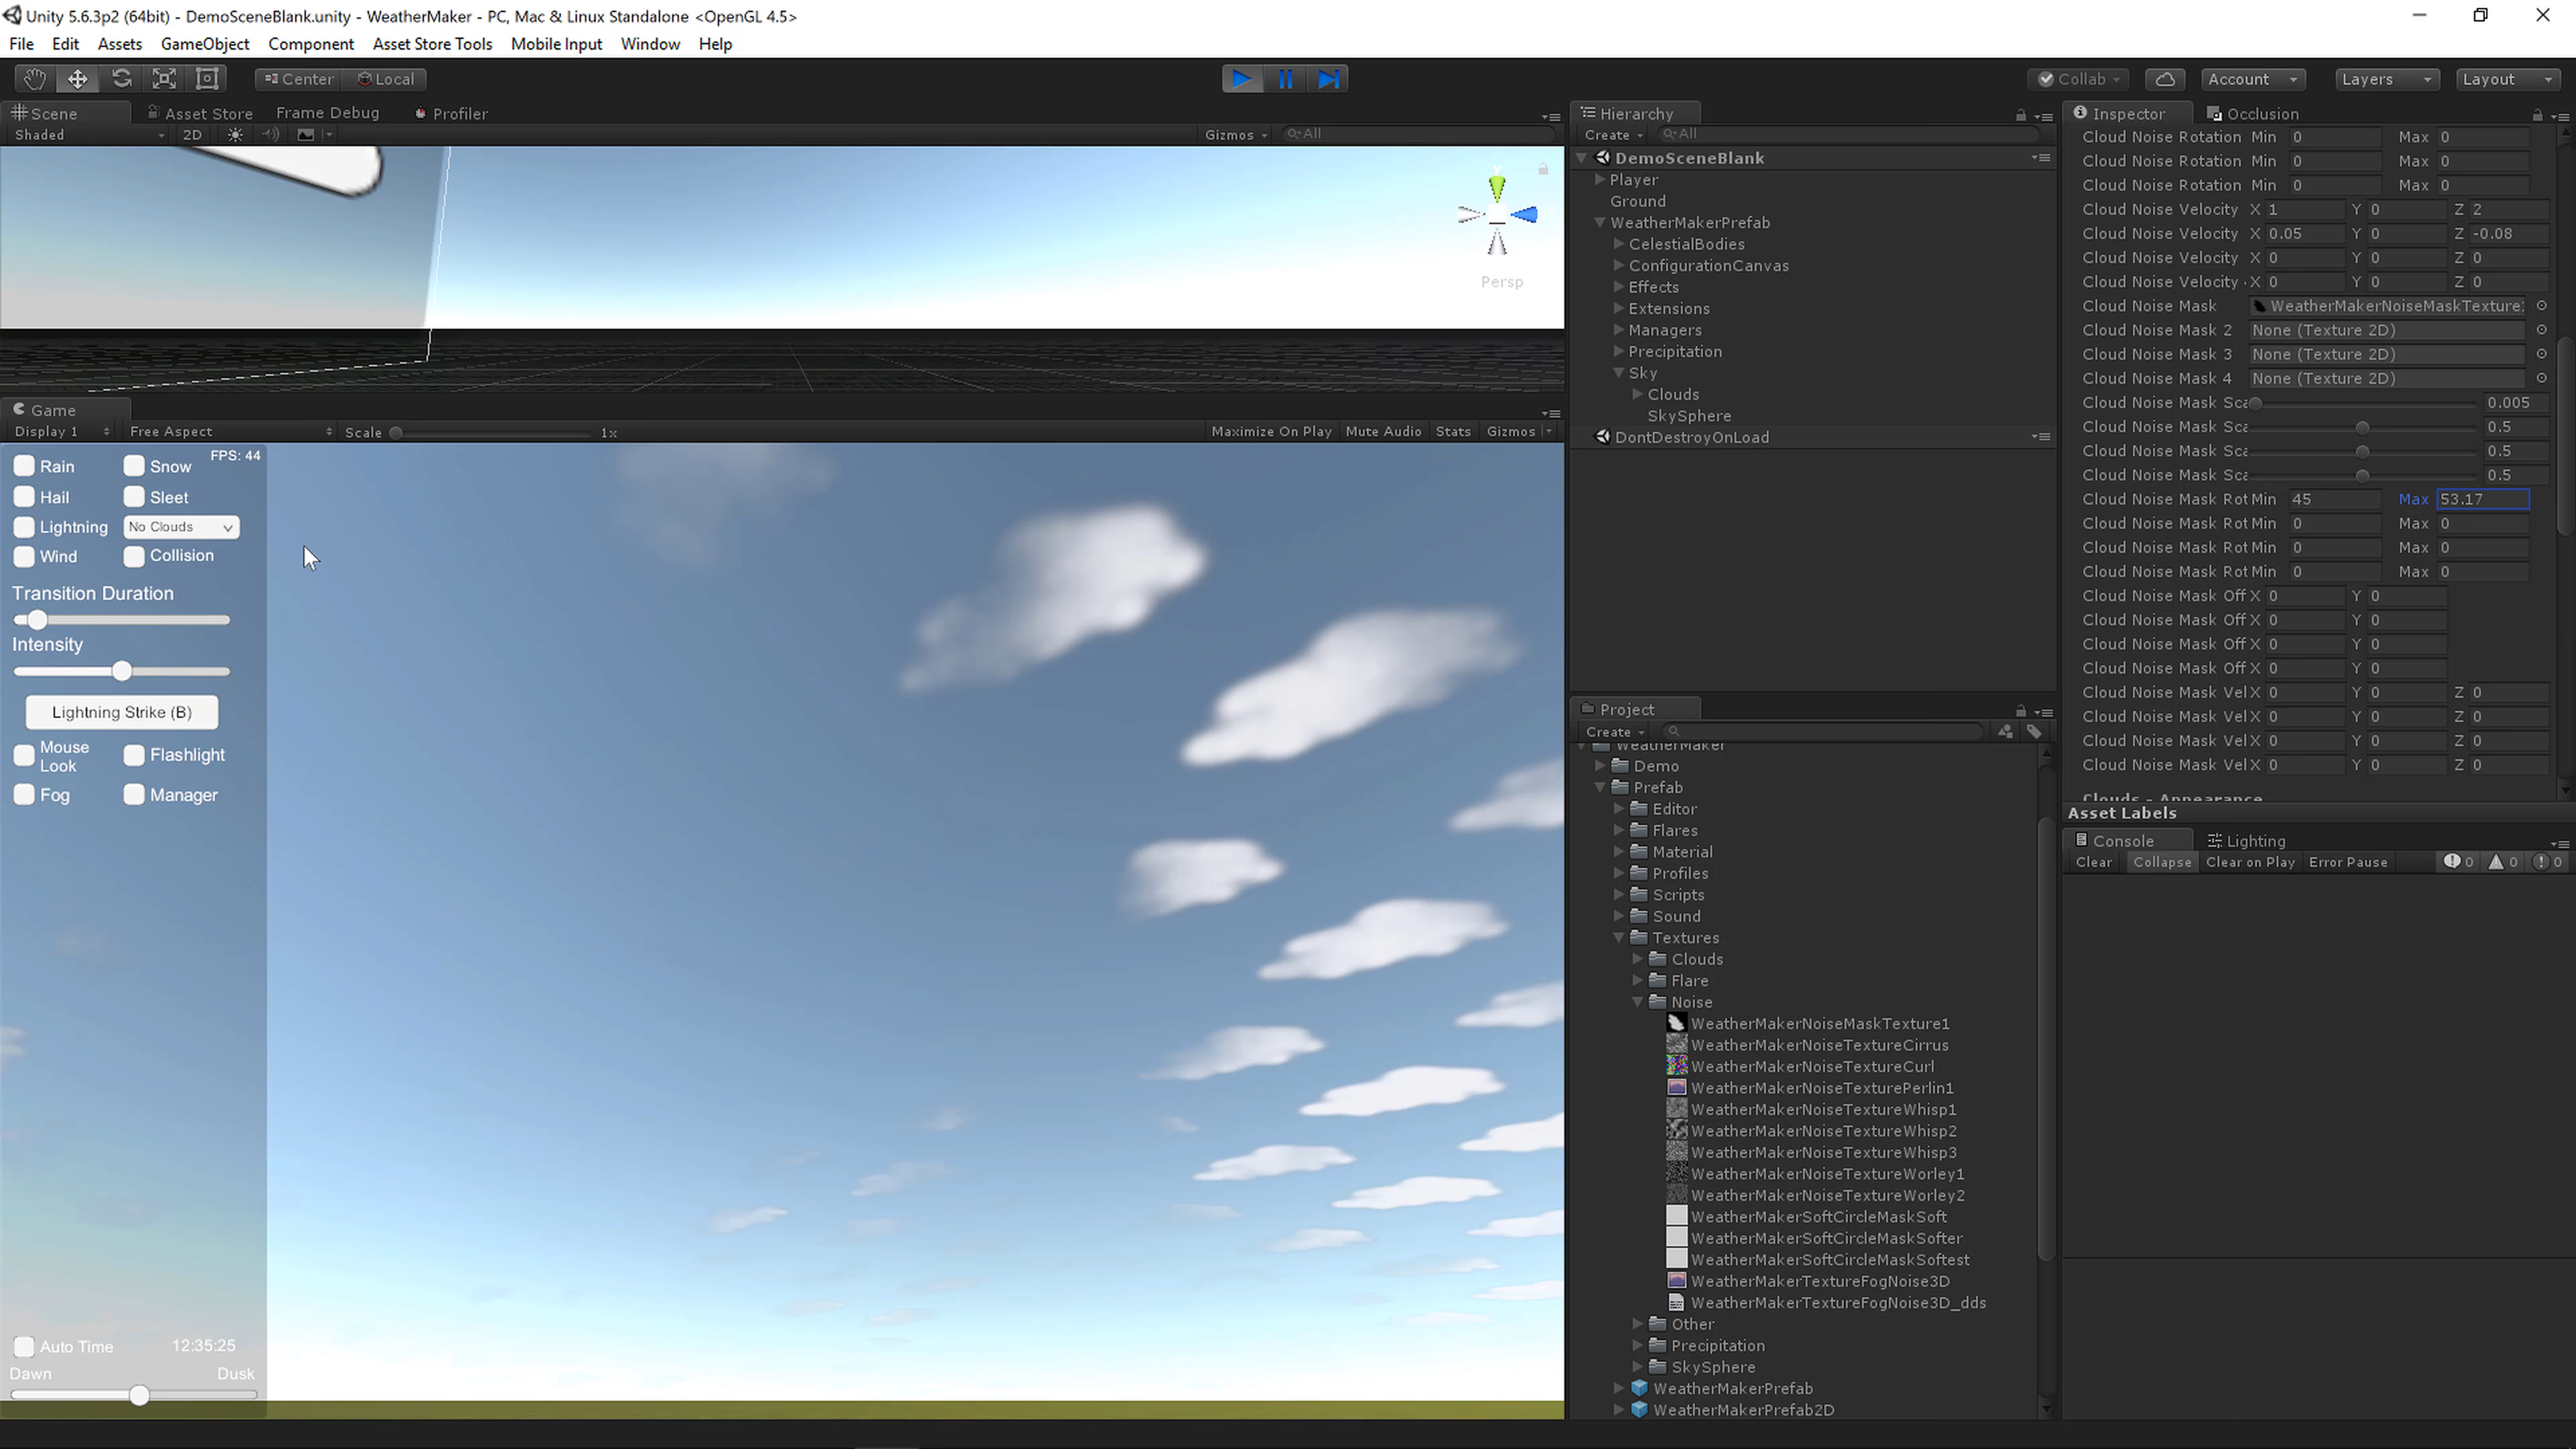 Unity 5.6.3p2 (64bit) - DemoSceneBlank.unity - WeatherMaker - PC, Mac & Linux Standalone <OpenGL 4.5>
File Edit Assets GameObject Component Asset Store Tools Mobile Input Window Help
Center Local
Collab Account Layers Layout
Scene Asset Store Frame Debug Profiler
Shaded 2D Gizmos All
Persp
Game
Display 1 Free Aspect Scale 1x Maximize On Play Mute Audio Stats Gizmos
FPS: 44
Rain Snow
Hail Sleet
Lightning No Clouds
Wind Collision
Transition Duration
Intensity
Lightning Strike (B)
Mouse Look Flashlight
Fog Manager
Auto Time 12:35:25
Dawn Dusk
Hierarchy
Create All
DemoSceneBlank
Player
Ground
WeatherMakerPrefab
CelestialBodies
ConfigurationCanvas
Effects
Extensions
Managers
Precipitation
Sky
Clouds
SkySphere
DontDestroyOnLoad
Project
Create
WeatherMaker
Demo
Prefab
Editor
Flares
Material
Profiles
Scripts
Sound
Textures
Clouds
Flare
Noise
WeatherMakerNoiseMaskTexture1
WeatherMakerNoiseTextureCirrus
WeatherMakerNoiseTextureCurl
WeatherMakerNoiseTexturePerlin1
WeatherMakerNoiseTextureWhisp1
WeatherMakerNoiseTextureWhisp2
WeatherMakerNoiseTextureWhisp3
WeatherMakerNoiseTextureWorley1
WeatherMakerNoiseTextureWorley2
WeatherMakerSoftCircleMaskSoft
WeatherMakerSoftCircleMaskSofter
WeatherMakerSoftCircleMaskSoftest
WeatherMakerTextureFogNoise3D
WeatherMakerTextureFogNoise3D_dds
Other
Precipitation
SkySphere
WeatherMakerPrefab
WeatherMakerPrefab2D
Inspector Occlusion
Cloud Noise Rotation Min 0 Max 0
Cloud Noise Rotation Min 0 Max 0
Cloud Noise Rotation Min 0 Max 0
Cloud Noise Velocity X 1 Y 0 Z 2
Cloud Noise Velocity X 0.05 Y 0 Z -0.08
Cloud Noise Velocity X 0 Y 0 Z 0
Cloud Noise Velocity X 0 Y 0 Z 0
Cloud Noise Mask WeatherMakerNoiseMaskTexture
Cloud Noise Mask 2 None (Texture 2D)
Cloud Noise Mask 3 None (Texture 2D)
Cloud Noise Mask 4 None (Texture 2D)
Cloud Noise Mask Sca 0.005
Cloud Noise Mask Sca 0.5
Cloud Noise Mask Sca 0.5
Cloud Noise Mask Sca 0.5
Cloud Noise Mask Rot Min 45 Max 53.17
Cloud Noise Mask Rot Min 0 Max 0
Cloud Noise Mask Rot Min 0 Max 0
Cloud Noise Mask Rot Min 0 Max 0
Cloud Noise Mask Off X 0 Y 0
Cloud Noise Mask Off X 0 Y 0
Cloud Noise Mask Off X 0 Y 0
Cloud Noise Mask Off X 0 Y 0
Cloud Noise Mask Vel X 0 Y 0 Z 0
Cloud Noise Mask Vel X 0 Y 0 Z 0
Cloud Noise Mask Vel X 0 Y 0 Z 0
Cloud Noise Mask Vel X 0 Y 0 Z 0
Clouds - Appearance
Asset Labels
Console Lighting
Clear Collapse Clear on Play Error Pause 0 0 0